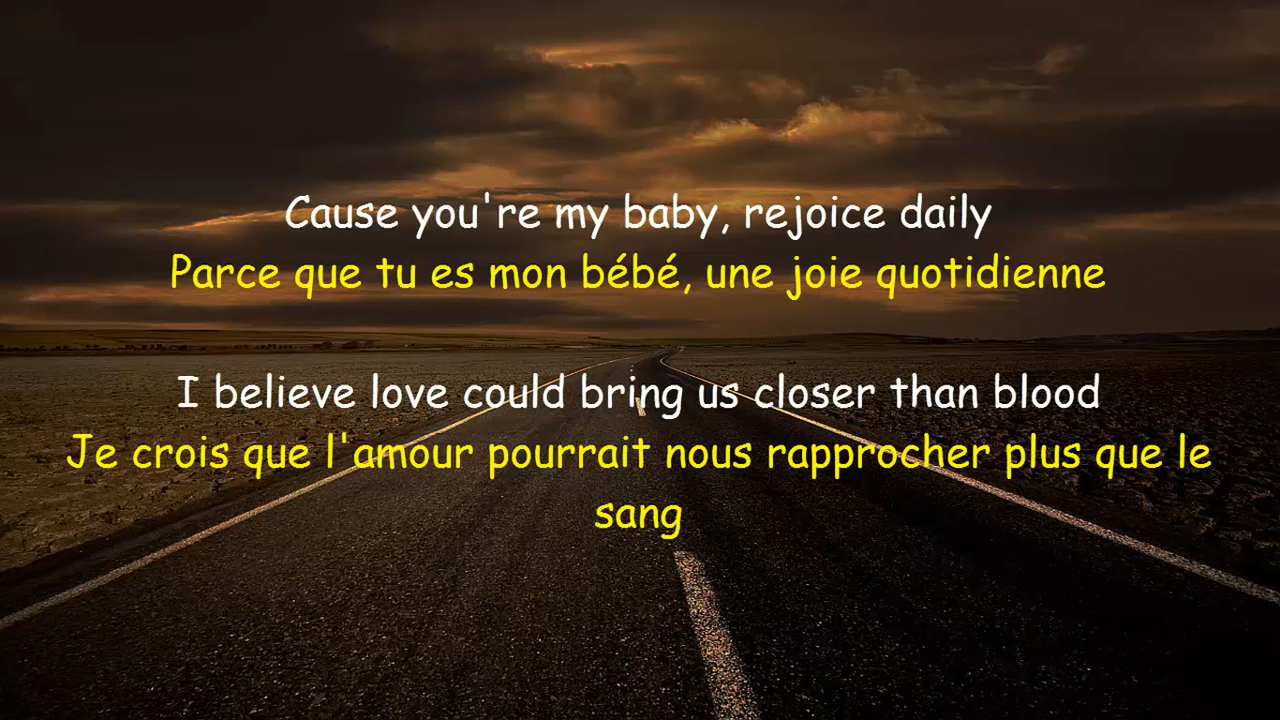 Cause you're my baby, rejoice daily
Parce que tu es mon bébé, une joie quotidienne
I believe love could bring us closer than blood
Je crois que l'amour pourrait nous rapprocher plus que le
sang